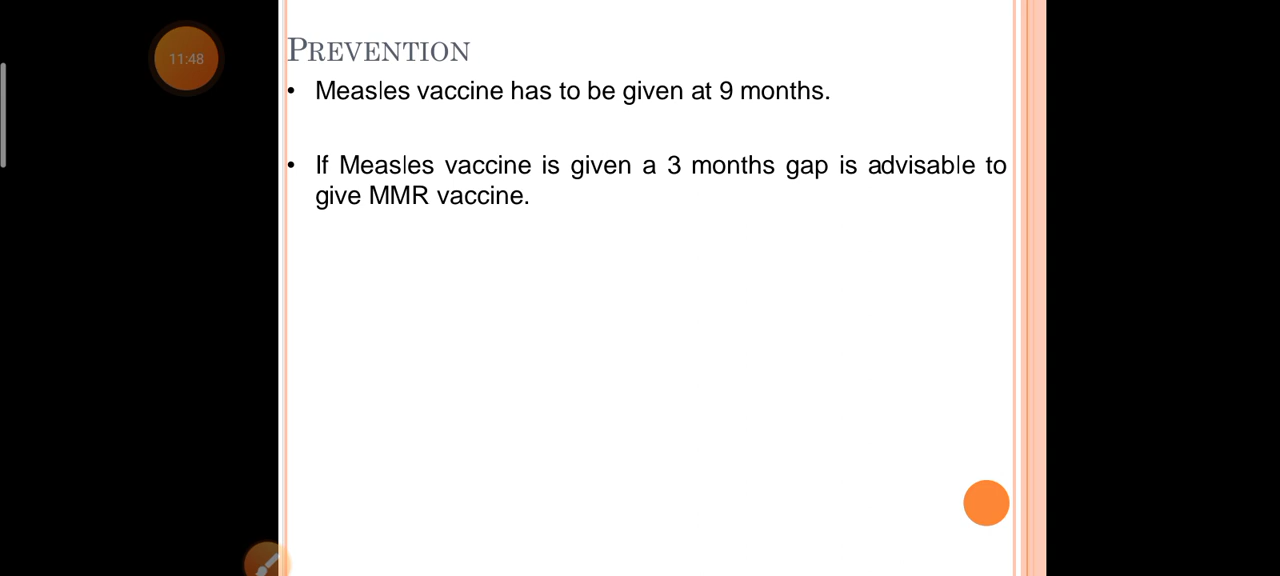 11:48
PREVENTION
• Measles vaccine has to be given at 9 months.
• If Measles vaccine is given a 3 months gap is advisable to
give MMR vaccine.